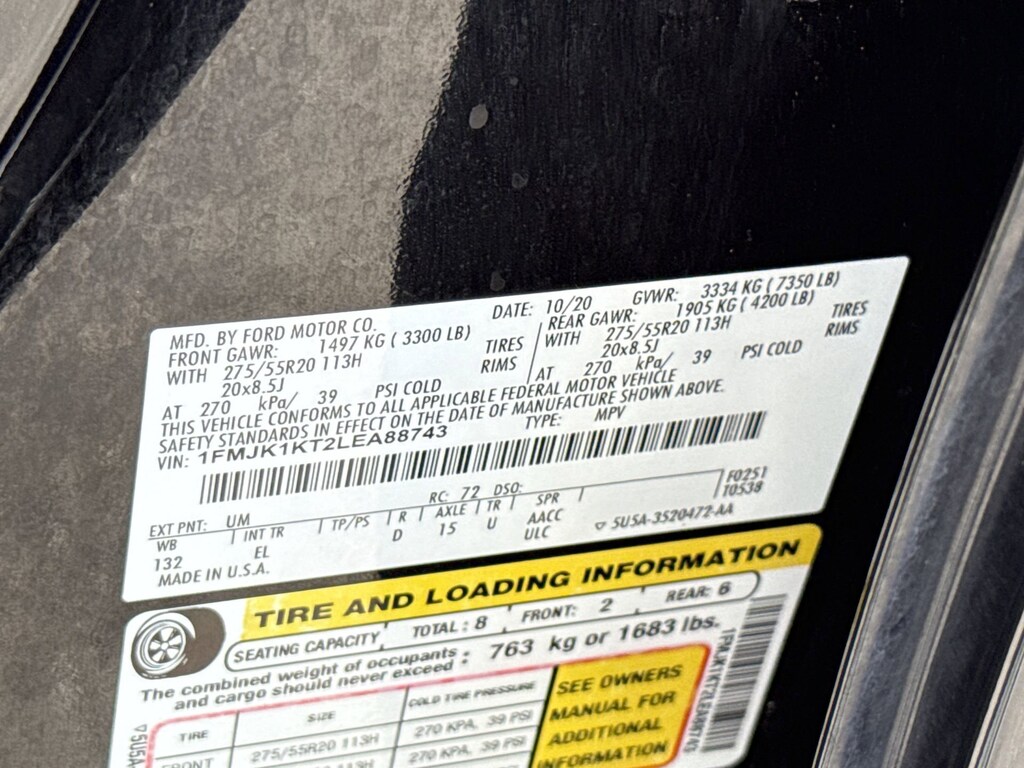 MFD. BY FORD MOTOR CO.
DATE: 10/20 GVWR: 3334 KG ( 7350 LB)
FRONT GAWR: 1497 KG ( 3300 LB)
REAR GAWR: 1905 KG ( 4200 LB)
WITH 275/55R20 113H TIRES
WITH 275/55R20 113H TIRES
20x8.5J RIMS
20x8.5J RIMS
AT 270 kPa/ 39 PSI COLD
AT 270 kPa/ 39 PSI COLD
THIS VEHICLE CONFORMS TO ALL APPLICABLE FEDERAL MOTOR VEHICLE
SAFETY STANDARDS IN EFFECT ON THE DATE OF MANUFACTURE SHOWN ABOVE.
VIN: 1FMJK1KT2LEA88743 TYPE: MPV
F0251
T0538
EXT PNT: UM RC: 72 DSO:
WB INT TR TP/PS R AXLE TR SPR
132 EL D 15 U AACC
ULC
5U5A-3520472-AA
MADE IN U.S.A.
TIRE AND LOADING INFORMATION
SEATING CAPACITY TOTAL: 8 FRONT: 2 REAR: 6
The combined weight of occupants and cargo should never exceed : 763 kg or 1683 lbs.
TIRE SIZE COLD TIRE PRESSURE
FRONT 275/55R20 113H 270 KPA, 39 PSI
270 KPA, 39 PSI
SEE OWNERS
MANUAL FOR
ADDITIONAL
INFORMATION